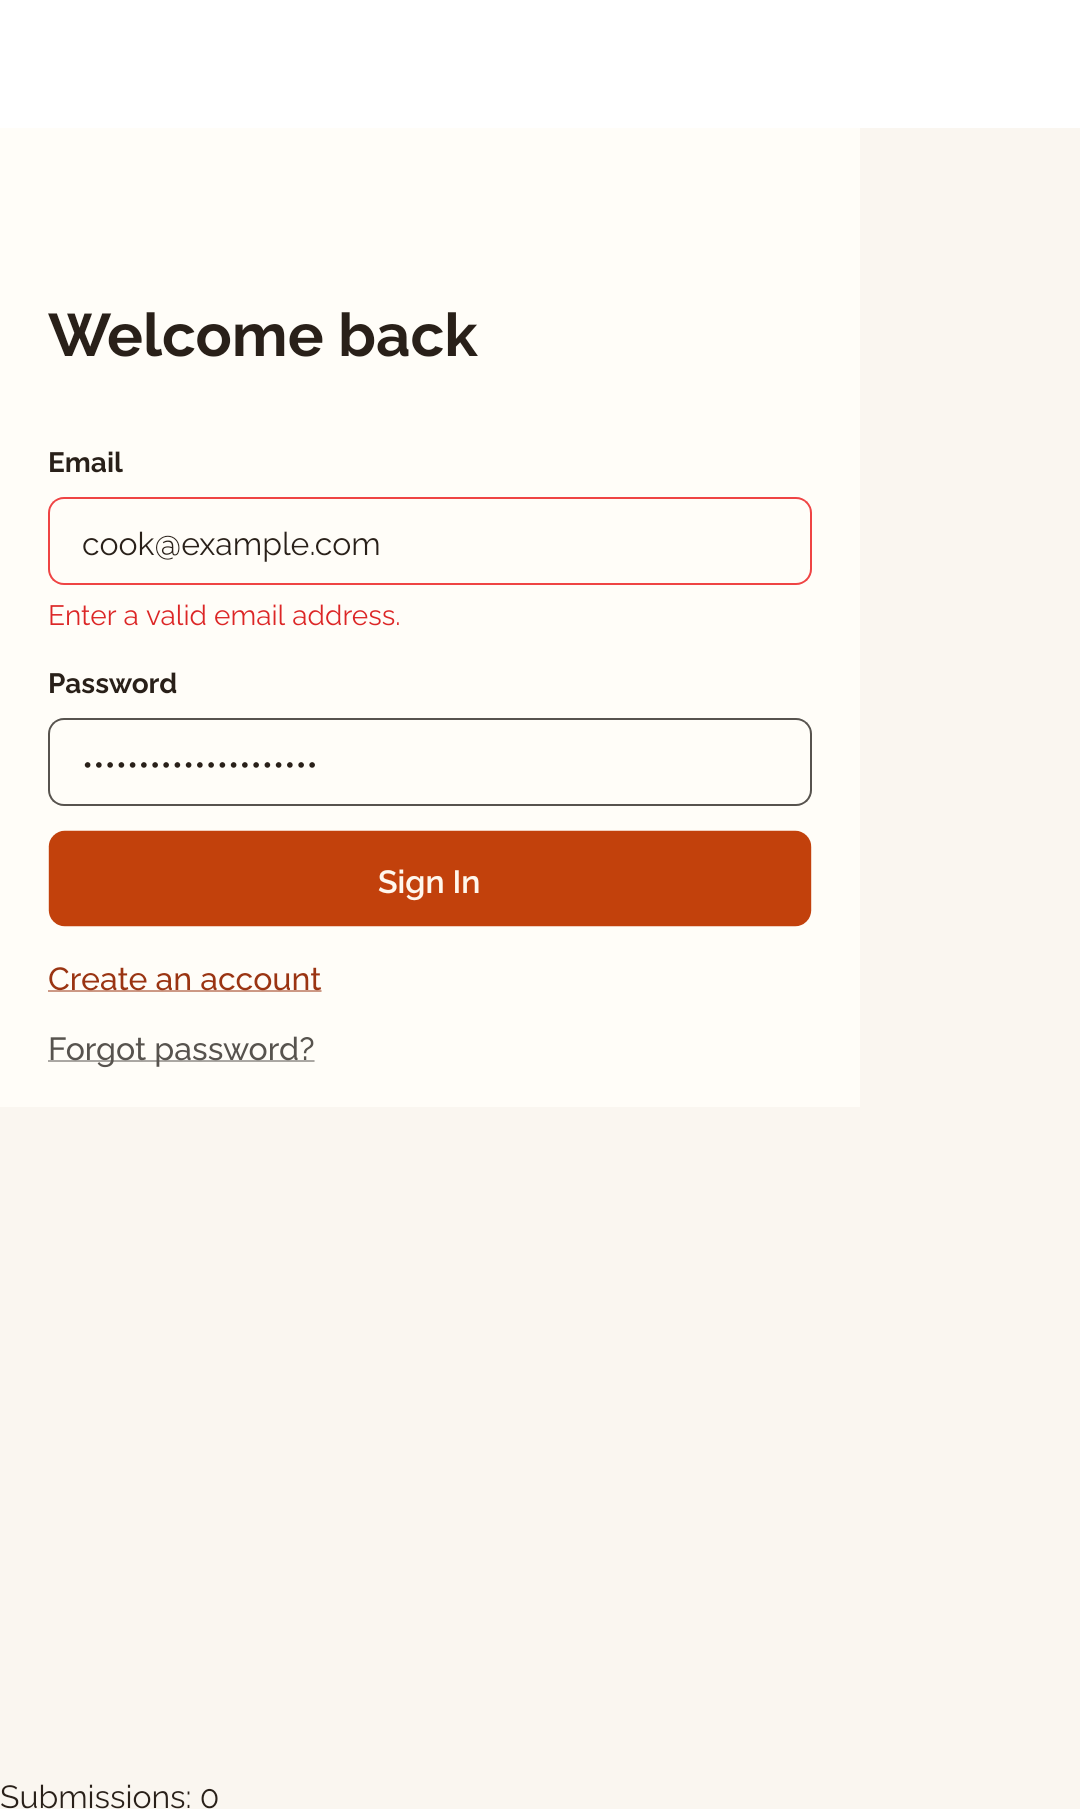 Welcome back
Email
cook@example.com
Enter a valid email address.
Password
•••••••••••••••••••••
Sign In
Create an account
Forgot password?
Submissions: 0